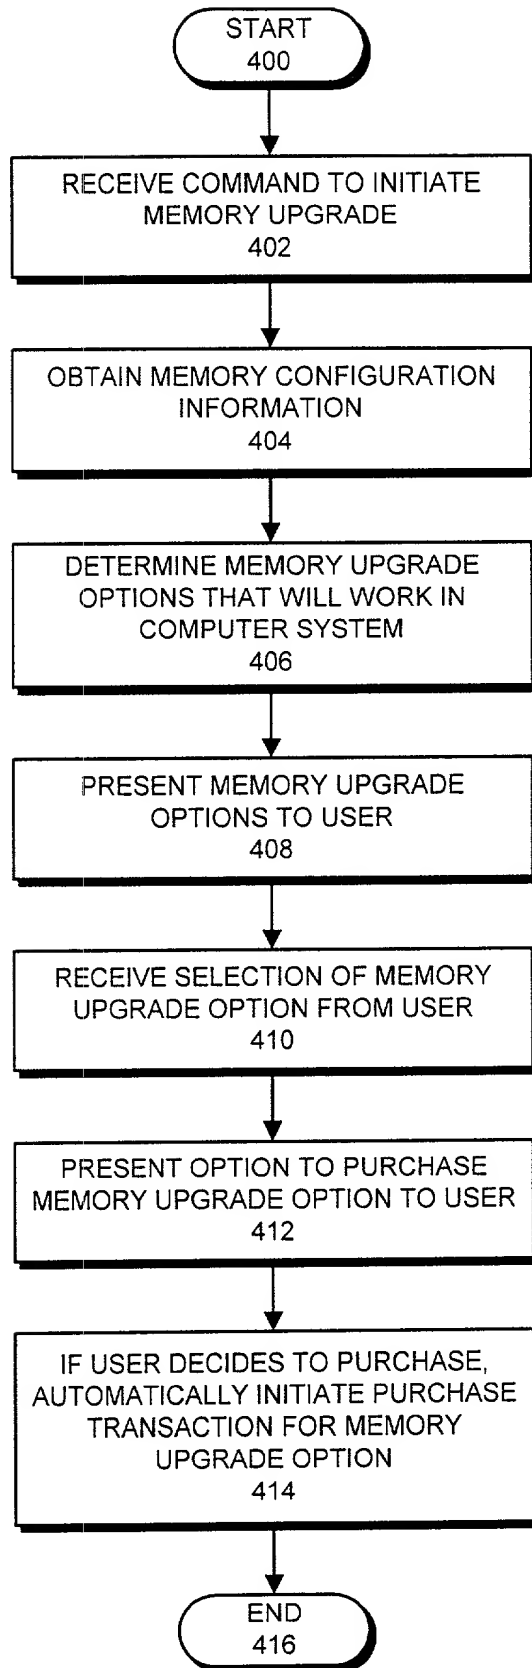 START
400
RECEIVE COMMAND TO INITIATE
MEMORY UPGRADE
402
OBTAIN MEMORY CONFIGURATION
INFORMATION
404
DETERMINE MEMORY UPGRADE
OPTIONS THAT WILL WORK IN
COMPUTER SYSTEM
406
PRESENT MEMORY UPGRADE
OPTIONS TO USER
408
RECEIVE SELECTION OF MEMORY
UPGRADE OPTION FROM USER
410
PRESENT OPTION TO PURCHASE
MEMORY UPGRADE OPTION TO USER
412
IF USER DECIDES TO PURCHASE,
AUTOMATICALLY INITIATE PURCHASE
TRANSACTION FOR MEMORY
UPGRADE OPTION
414
END
416